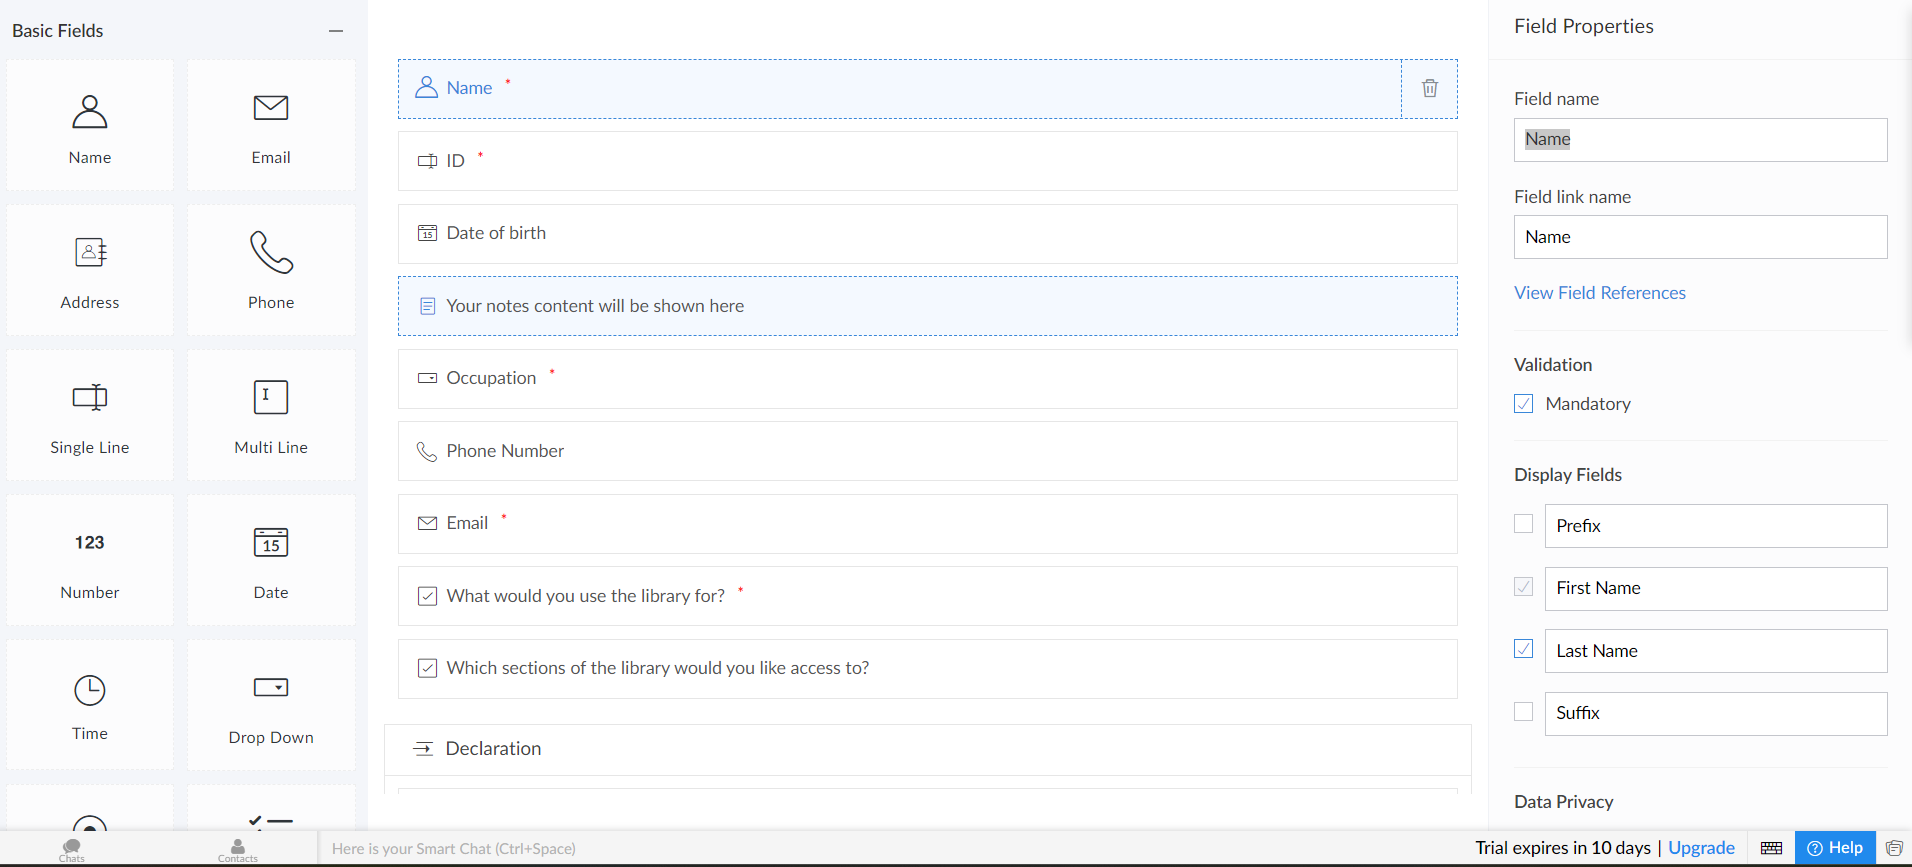 Basic Fields
Name
Email
Address
Phone
Single Line
Multi Line
123
Number
15
Date
Time
Drop Down
Chats
Contacts
Name *
ID *
15 Date of birth
Your notes content will be shown here
Occupation *
Phone Number
Email *
What would you use the library for? *
Which sections of the library would you like access to?
Declaration
Here is your Smart Chat (Ctrl+Space)
Field Properties
Field name
Name
Field link name
Name
View Field References
Validation
Mandatory
Display Fields
Prefix
First Name
Last Name
Suffix
Data Privacy
Trial expires in 10 days | Upgrade
? Help